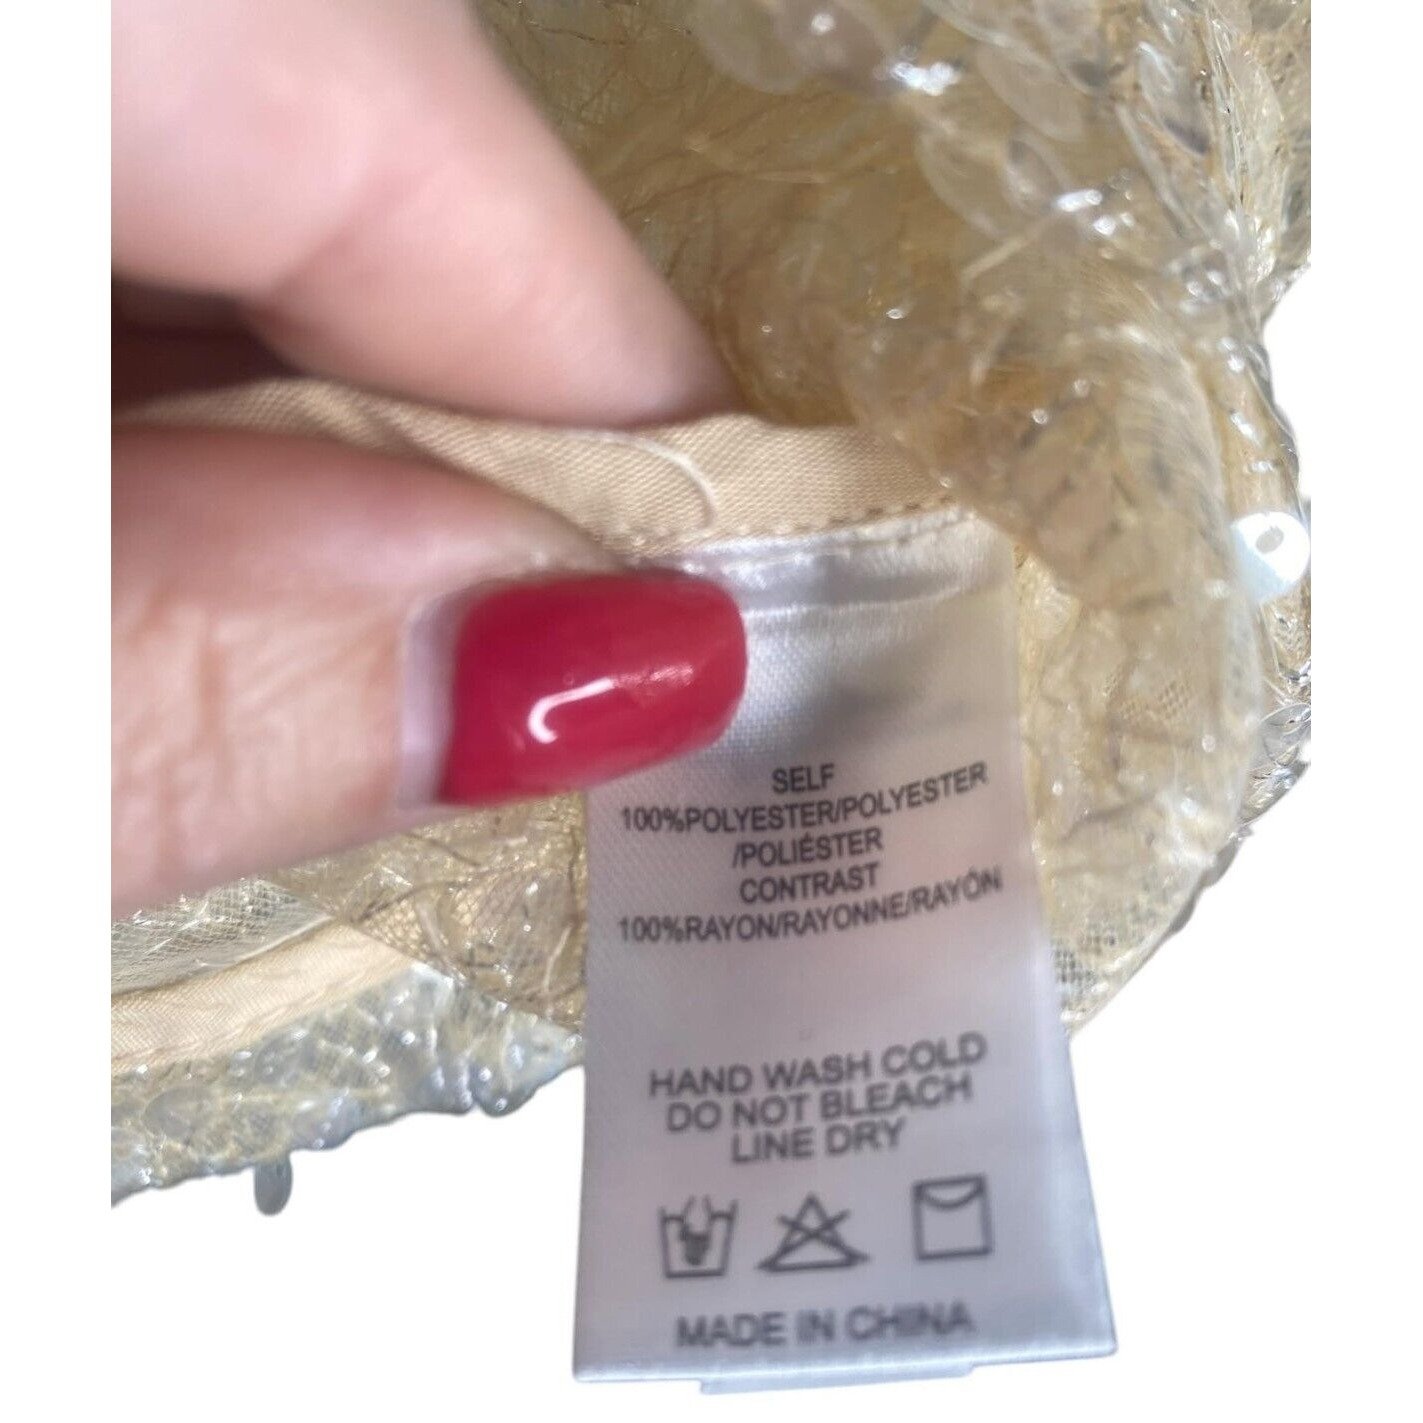 SELF
100%POLYESTER/POLYESTER
/POLIÉSTER
CONTRAST
100%RAYON/RAYONNE/RAYÓN
HAND WASH COLD
DO NOT BLEACH
LINE DRY
MADE IN CHINA